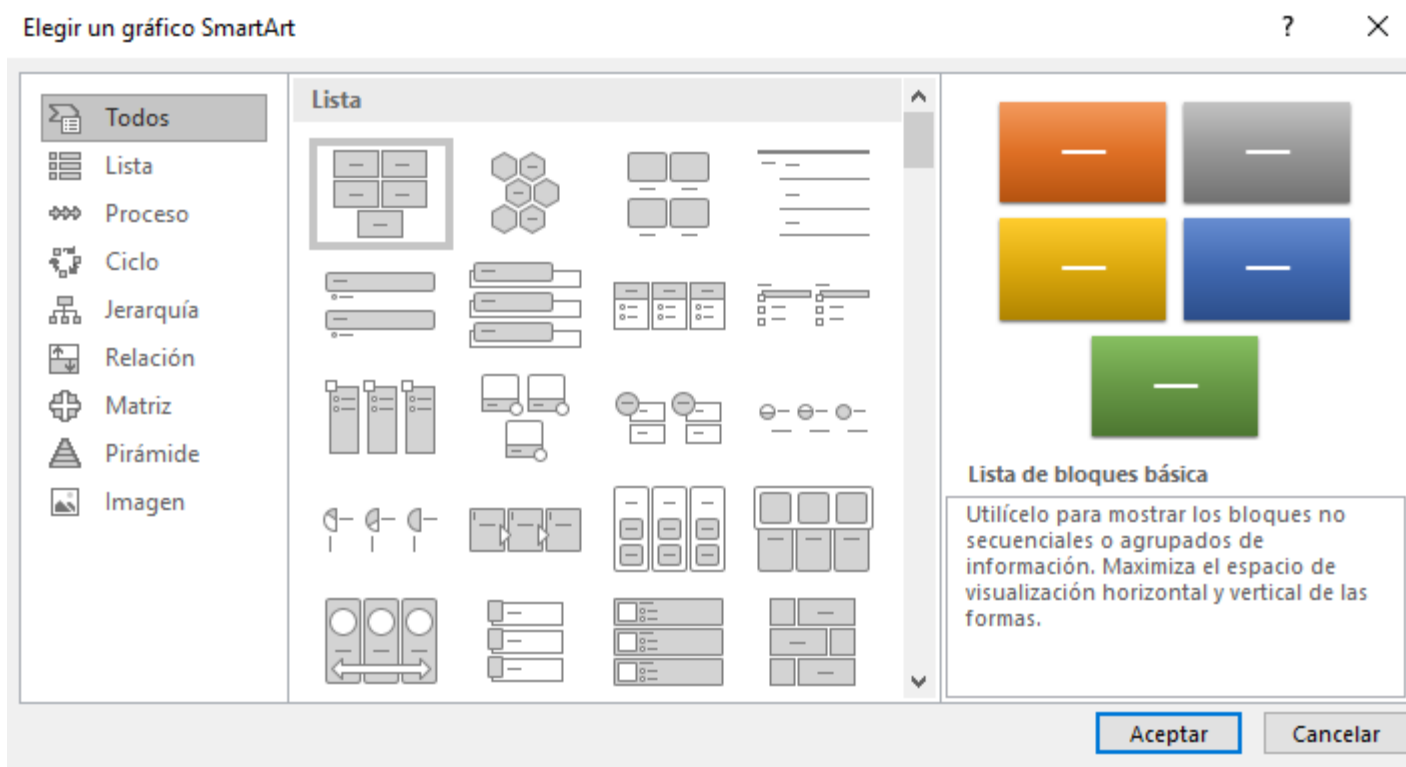 Elegir un gráfico SmartArt
?
Todos
Lista
Proceso
Ciclo
Jerarquía
Relación
Matriz
Pirámide
Imagen
Lista
Lista de bloques básica
Utilícelo para mostrar los bloques no
secuenciales o agrupados de
información. Maximiza el espacio de
visualización horizontal y vertical de las
formas.
Aceptar
Cancelar